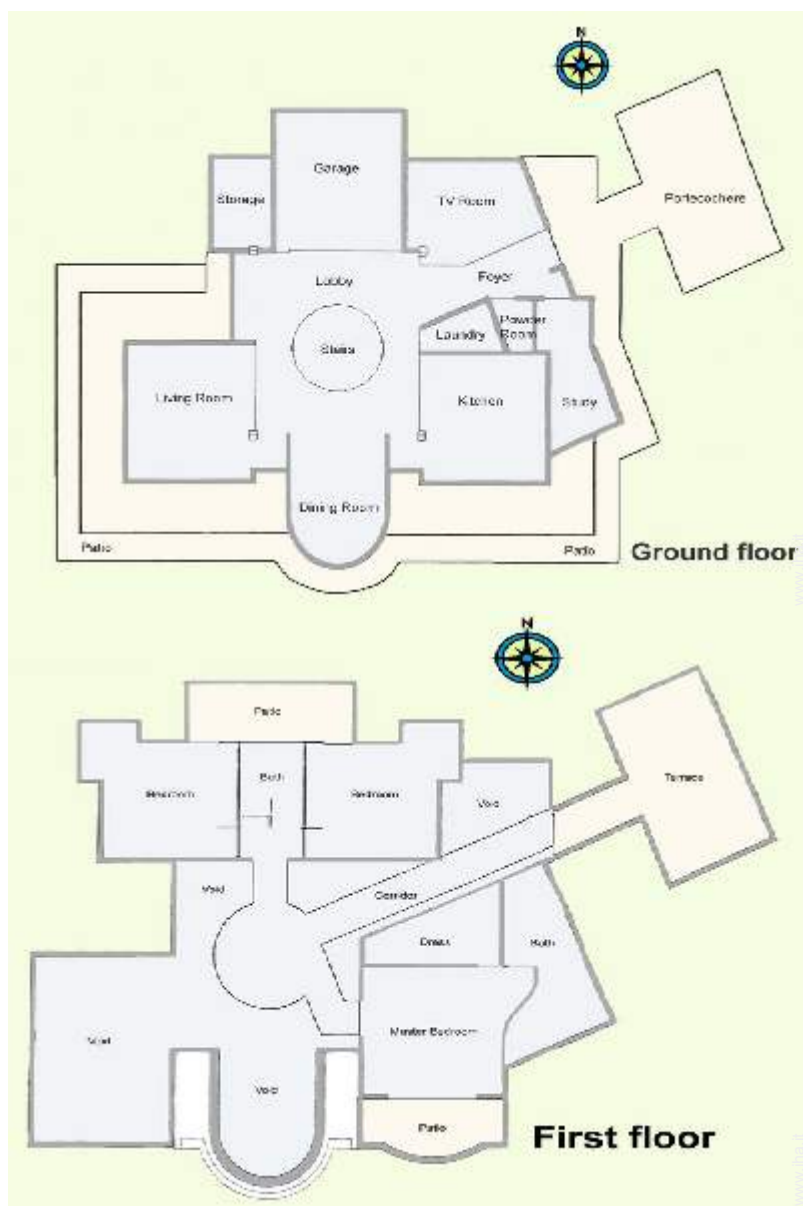 N
Garage
Storage
TV Room
Portecochere
Foyer
Lobby
Powder
Room
Laundry
Stairs
Living Room
Kitchen
Study
Dining Room
Patio
Patio
Ground floor
N
Patio
Bath
Bedroom
Bedroom
Terrace
Void
Void
Corridor
Dress
Bath
Void
Master Bedroom
Void
Patio
First floor